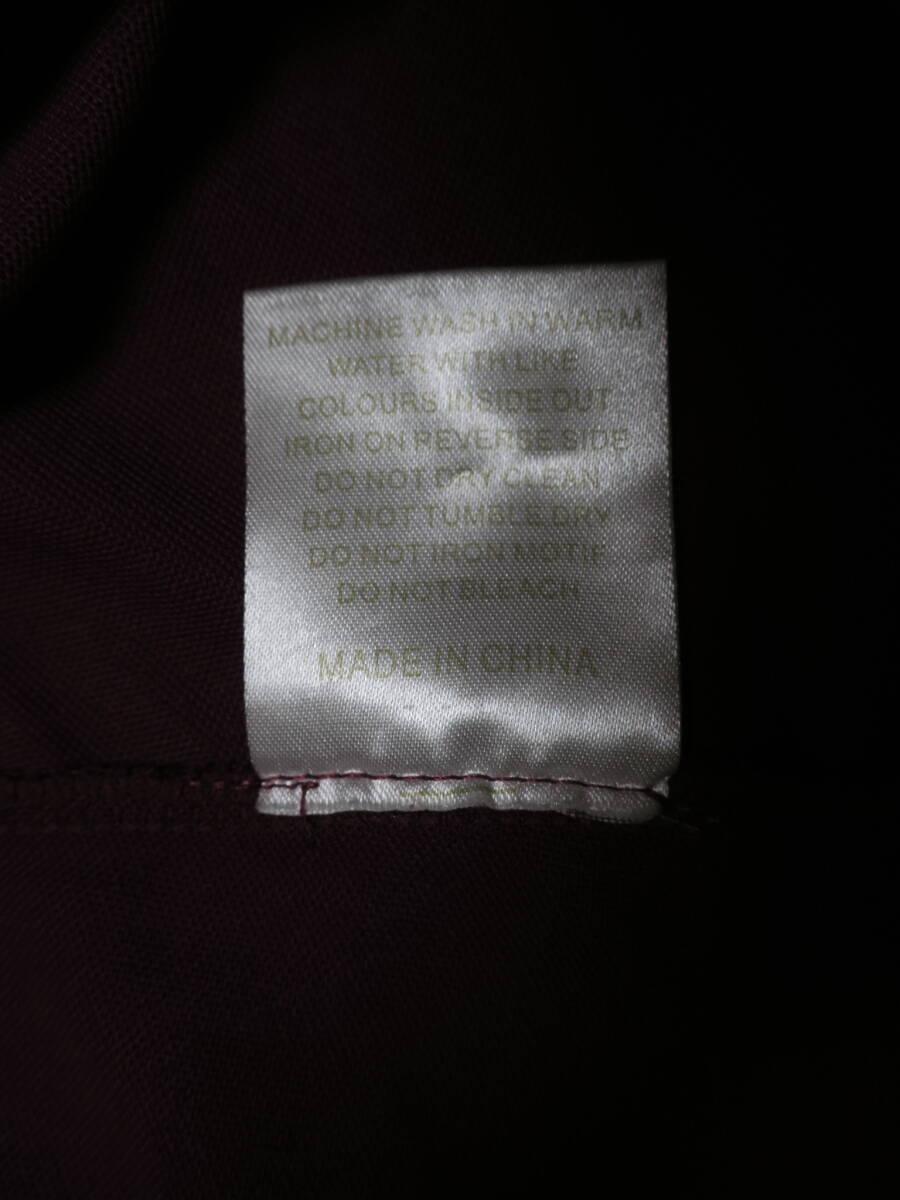 MACHINE WASH IN WARM
WATER WITH LIKE
COLOURS INSIDE OUT
IRON ON REVERSE SIDE
DO NOT DRY CLEAN
DO NOT TUMBLE DRY
DO NOT IRON MOTIF
DO NOT BLEACH
MADE IN CHINA